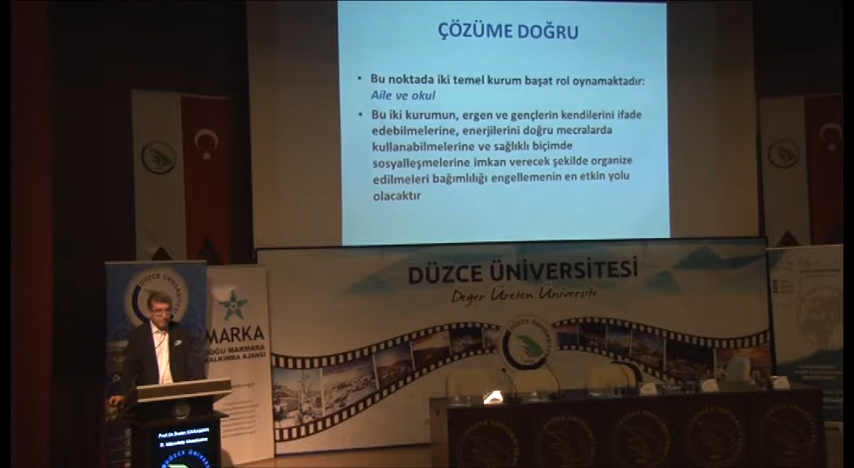 ÇÖZÜME DOĞRU
• Bu noktada iki temel kurum başat rol oynamaktadır:
Aile ve okul
• Bu iki kurumun, ergen ve gençlerin kendilerini ifade
edebilmelerine, enerjilerini doğru mecralarda
kullanabilmelerine ve sağlıklı biçimde
sosyalleşmelerine imkan verecek şekilde organize
edilmeleri bağımlılığı engellemenin en etkin yolu
olacaktır
DÜZCE ÜNİVERSİTESİ
Değer Üreten Üniversite
MARKA
DOĞU MARMARA
KALKINMA AJANSI